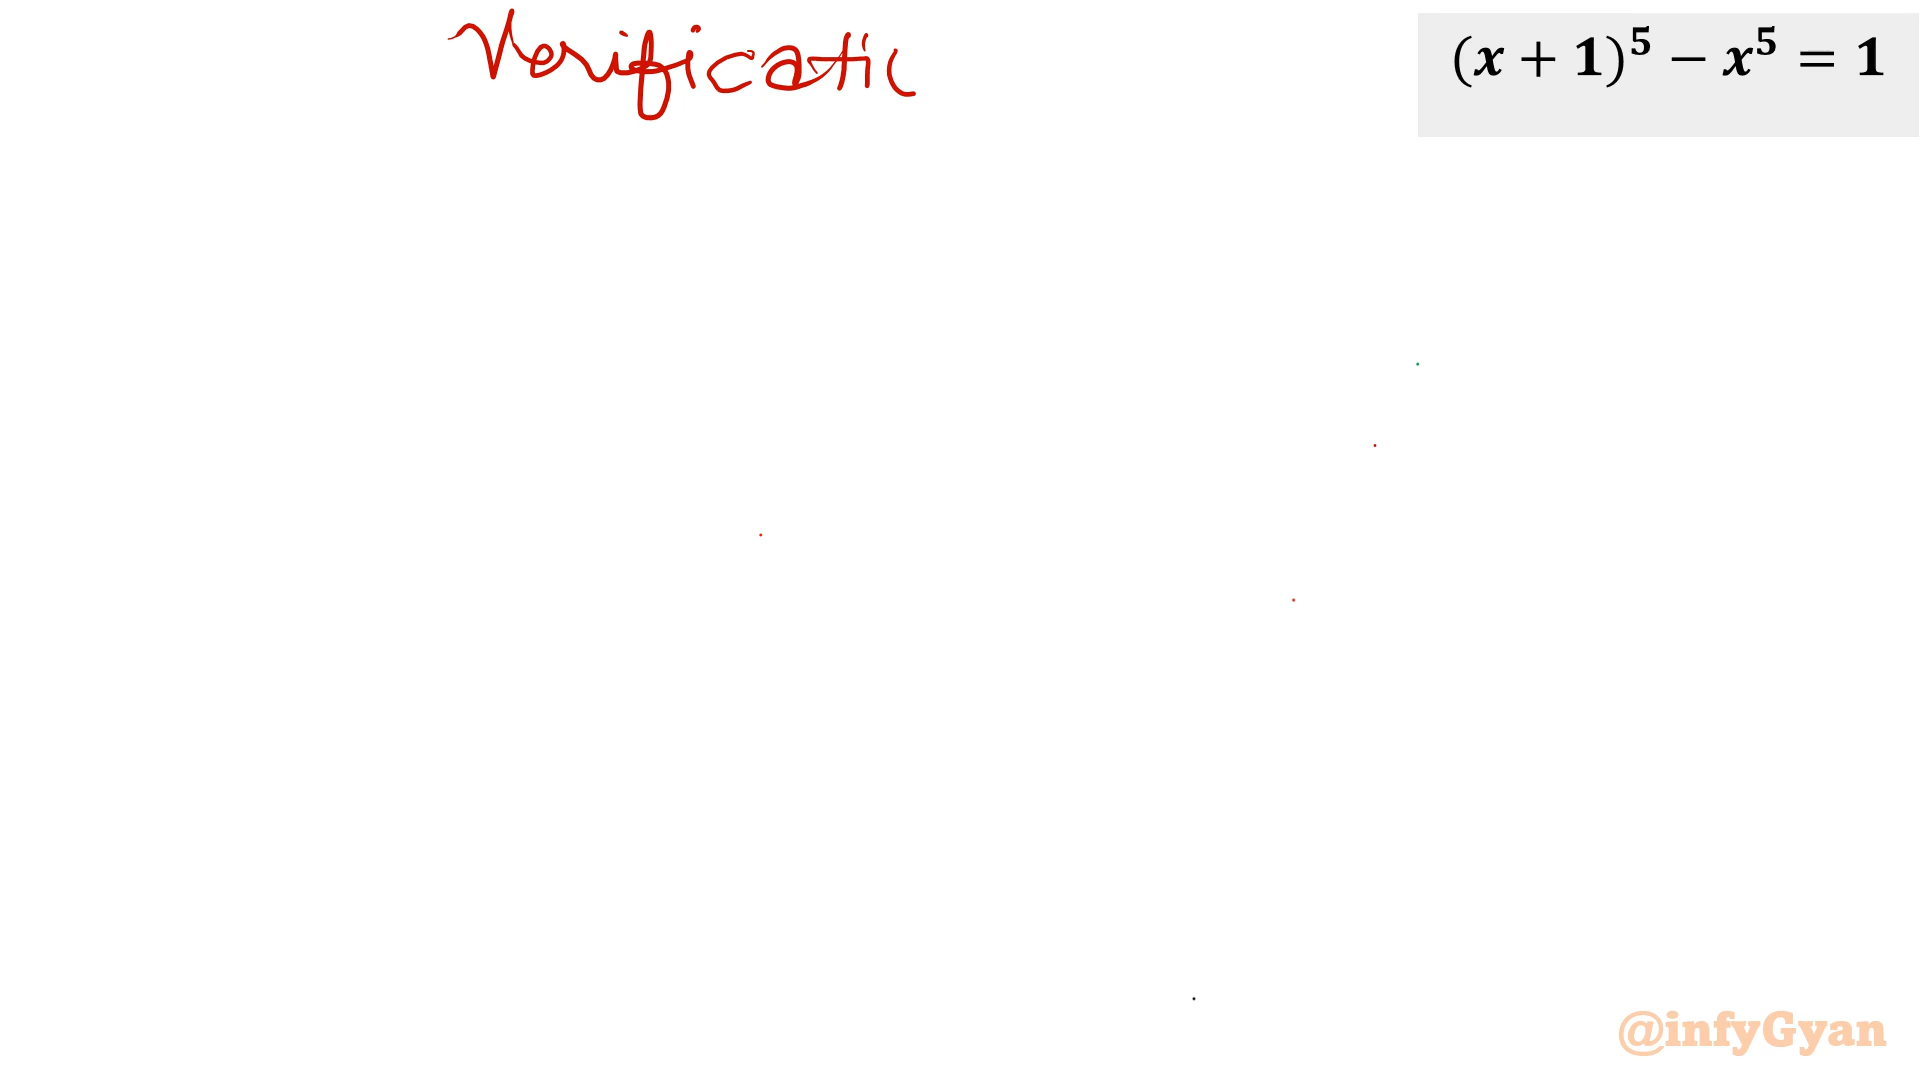 Verificatic
(x + 1)⁵ − x⁵ = 1
@infyGyan